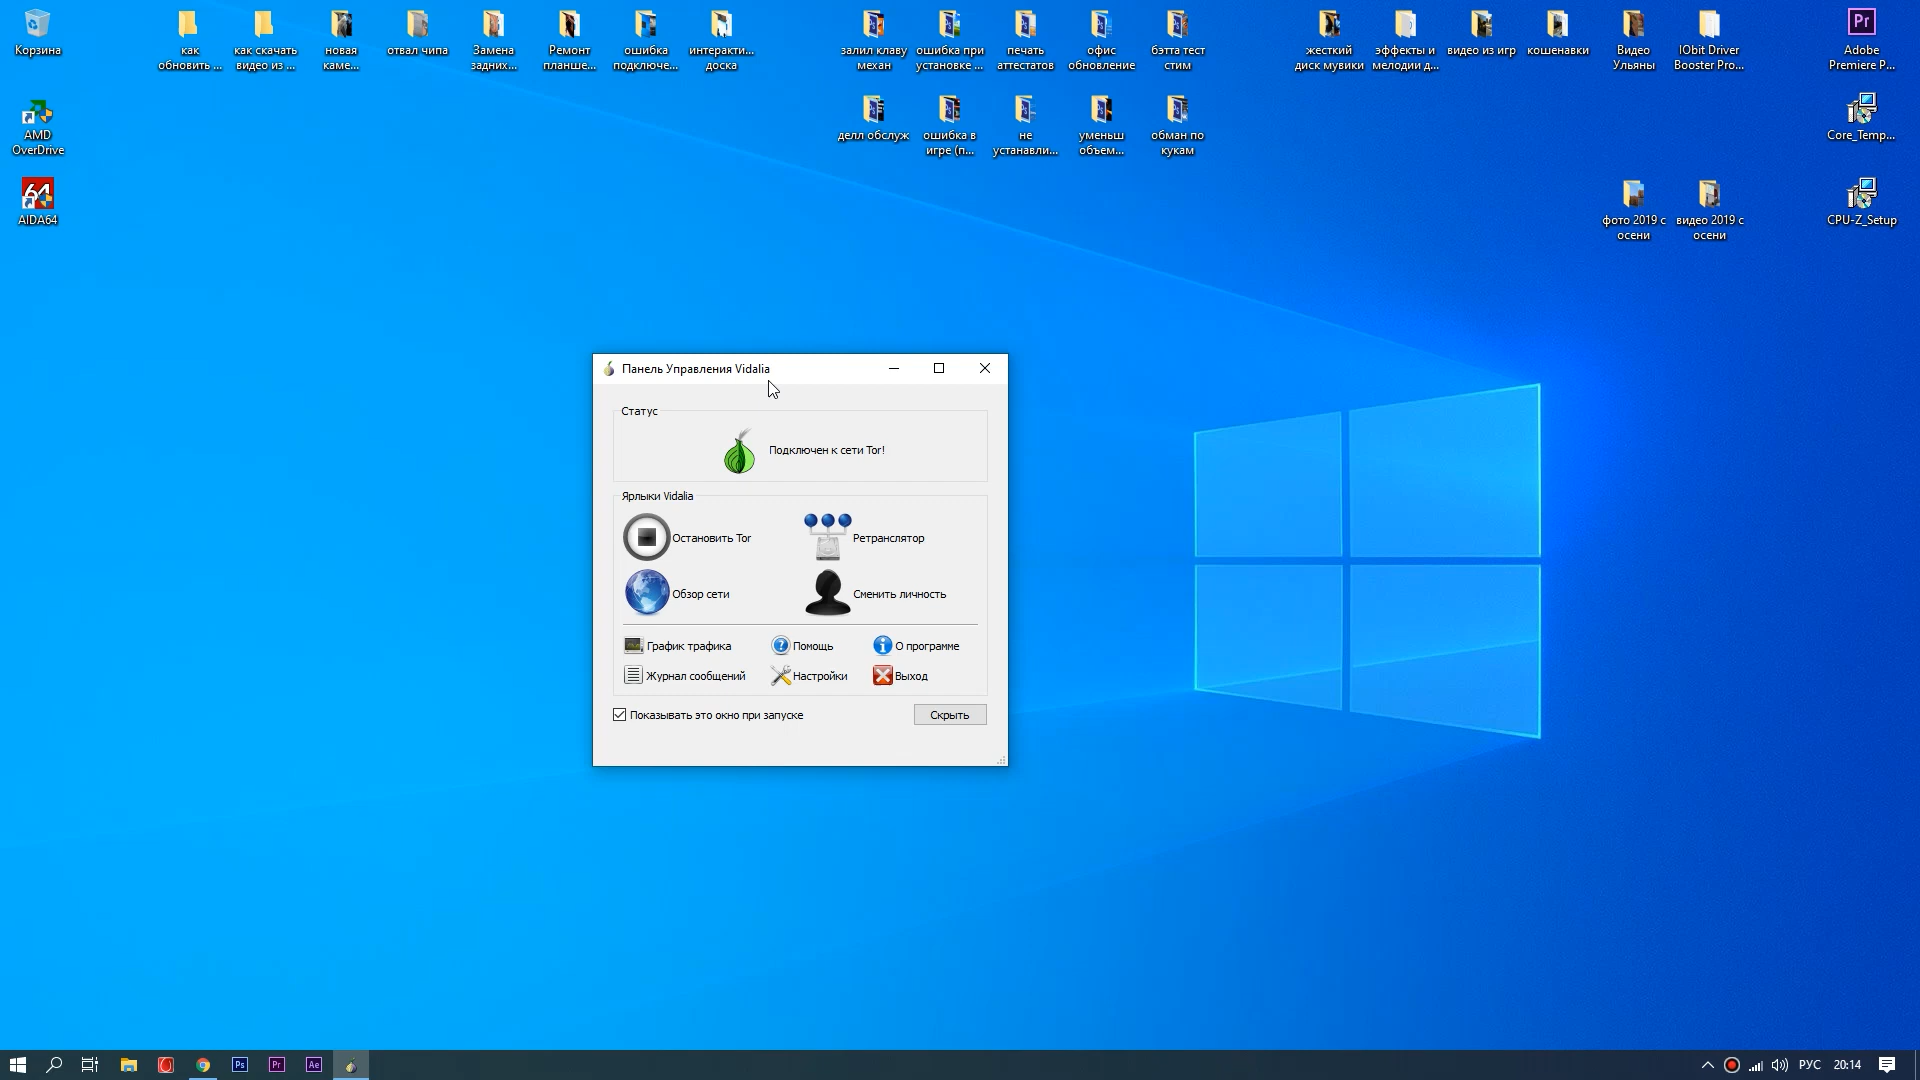 Корзина
как обновить ...
как скачать видео из ...
новая каме...
отвал чипа
Замена задних...
Ремонт планше...
ошибка подключе...
интеракти... доска
залил клаву механ
ошибка при установке ...
печать аттестатов
офис обновление
бэтта тест стим
жесткий диск мувики
эффекты и мелодии д...
видео из игр
кошенавки
Видео Ульяны
IObit Driver Booster Pro...
Adobe Premiere P...
AMD OverDrive
делл обслуж
ошибка в игре (п...
не устанавли...
уменьш объем...
обман по кукам
Core_Temp...
AIDA64
фото 2019 с осени
видео 2019 с осени
CPU-Z_Setup
Панель Управления Vidalia
Статус
Подключен к сети Tor!
Ярлыки Vidalia
Остановить Tor
Ретранслятор
Обзор сети
Сменить личность
График трафика
Помощь
О программе
Журнал сообщений
Настройки
Выход
Показывать это окно при запуске
Скрыть
Pr
64
Ps
Pr
Ae
РУС
20:14